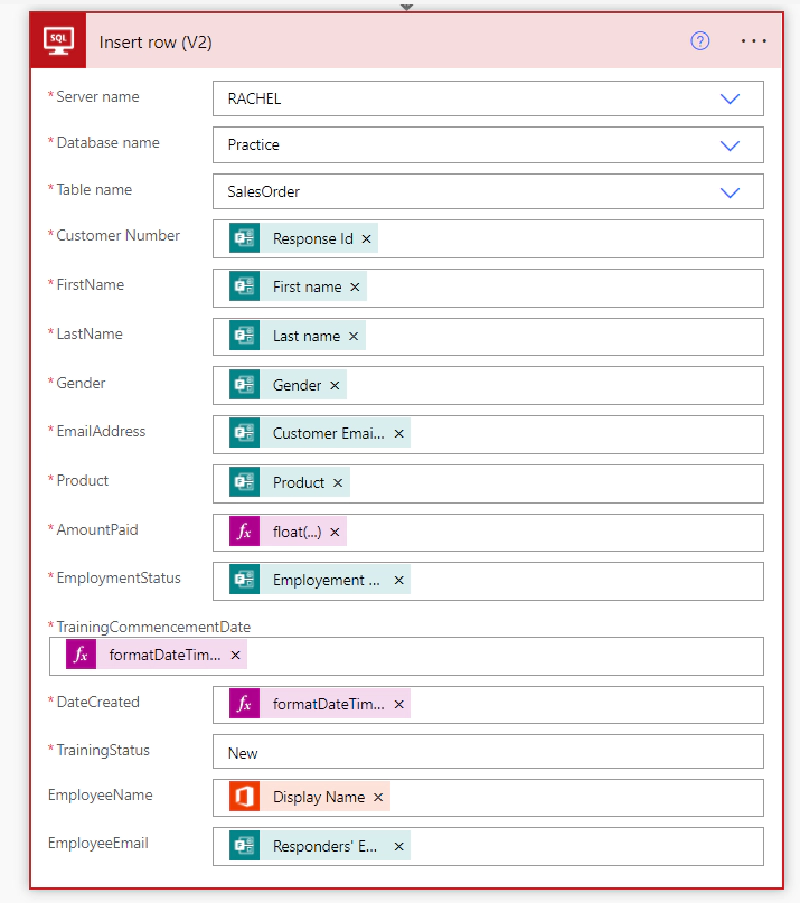 SQL
Insert row (V2)
?
* Server name
RACHEL
* Database name
Practice
* Table name
SalesOrder
* Customer Number
Response Id ×
* FirstName
First name ×
* LastName
Last name ×
* Gender
Gender ×
* EmailAddress
Customer Emai... ×
* Product
Product ×
* AmountPaid
fx float(...) ×
* EmploymentStatus
Employement ... ×
* TrainingCommencementDate
fx formatDateTim... ×
* DateCreated
fx formatDateTim... ×
* TrainingStatus
New
EmployeeName
Display Name ×
EmployeeEmail
Responders' E... ×